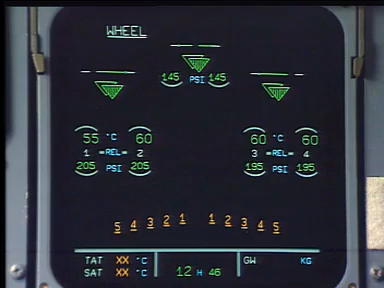 WHEEL
145 PSI 145
55 °C 60 60 °C 60
1 =REL= 2 3 =REL= 4
205 PSI 205 195 PSI 195
5 4 3 2 1 1 2 3 4 5
TAT XX °C GW KG
SAT XX °C 12 H 46